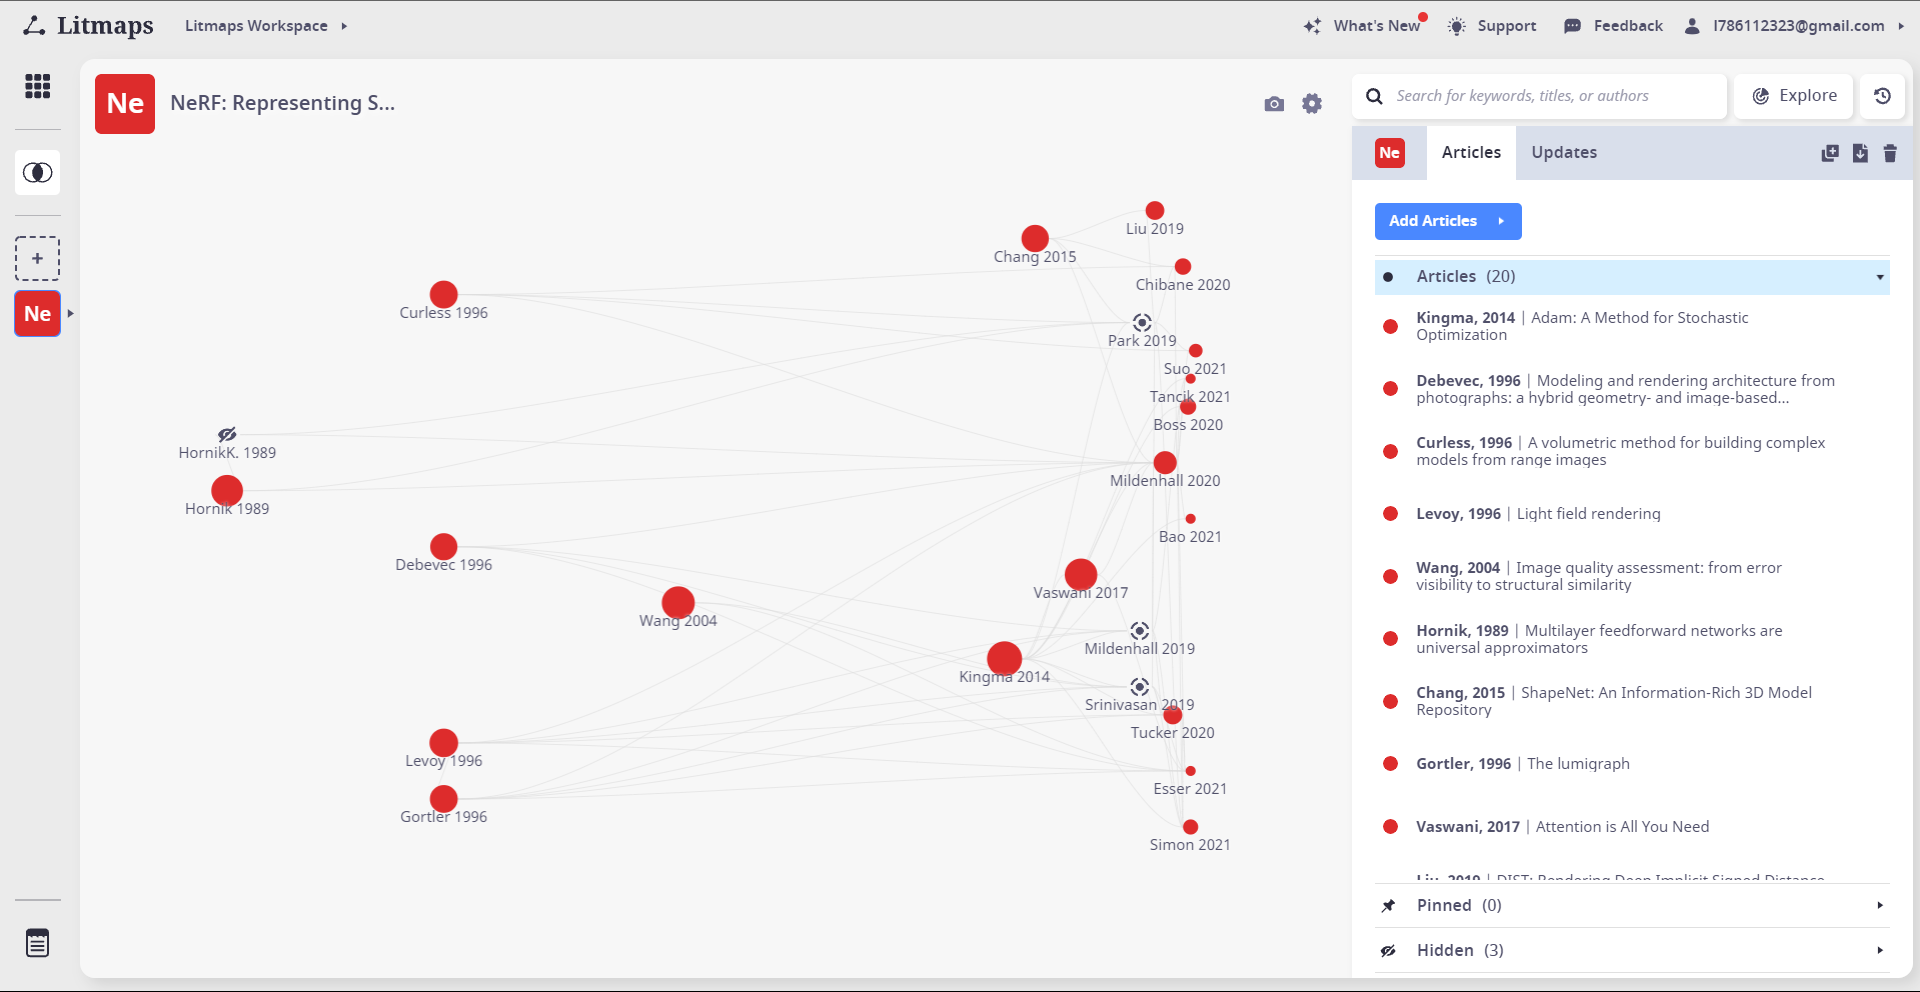 Litmaps
Litmaps Workspace
What's New
Support
Feedback
l786112323@gmail.com
Ne
NeRF: Representing S...
Search for keywords, titles, or authors
Explore
Ne
Articles
Updates
Add Articles
Articles (20)
Kingma, 2014 | Adam: A Method for Stochastic
Optimization
Debevec, 1996 | Modeling and rendering architecture from
photographs: a hybrid geometry- and image-based...
Curless, 1996 | A volumetric method for building complex
models from range images
Levoy, 1996 | Light field rendering
Wang, 2004 | Image quality assessment: from error
visibility to structural similarity
Hornik, 1989 | Multilayer feedforward networks are
universal approximators
Chang, 2015 | ShapeNet: An Information-Rich 3D Model
Repository
Gortler, 1996 | The lumigraph
Vaswani, 2017 | Attention is All You Need
Liu, 2019 | DIST: Rendering Deep Implicit Signed Distance
Pinned (0)
Hidden (3)
+
Ne
Liu 2019
Chang 2015
Chibane 2020
Curless 1996
Park 2019
Suo 2021
Tancik 2021
Boss 2020
HornikK. 1989
Mildenhall 2020
Hornik 1989
Bao 2021
Debevec 1996
Vaswani 2017
Wang 2004
Mildenhall 2019
Kingma 2014
Srinivasan 2019
Tucker 2020
Levoy 1996
Esser 2021
Gortler 1996
Simon 2021